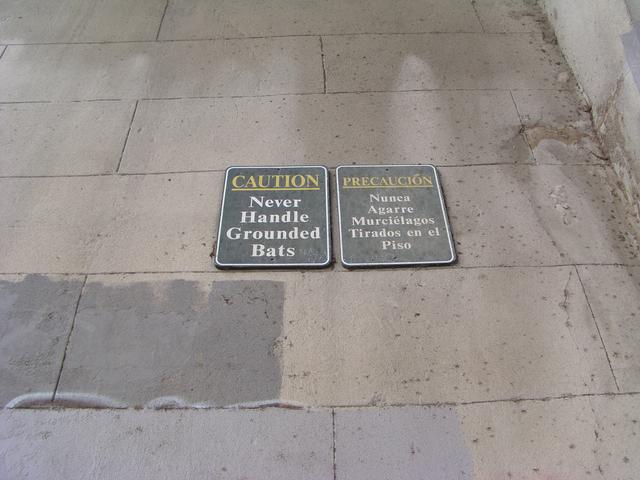 CAUTION
Never
Handle
Grounded
Bats
PRECAUCIÓN
Nunca
Agarre
Murciélagos
Tirados en el
Piso